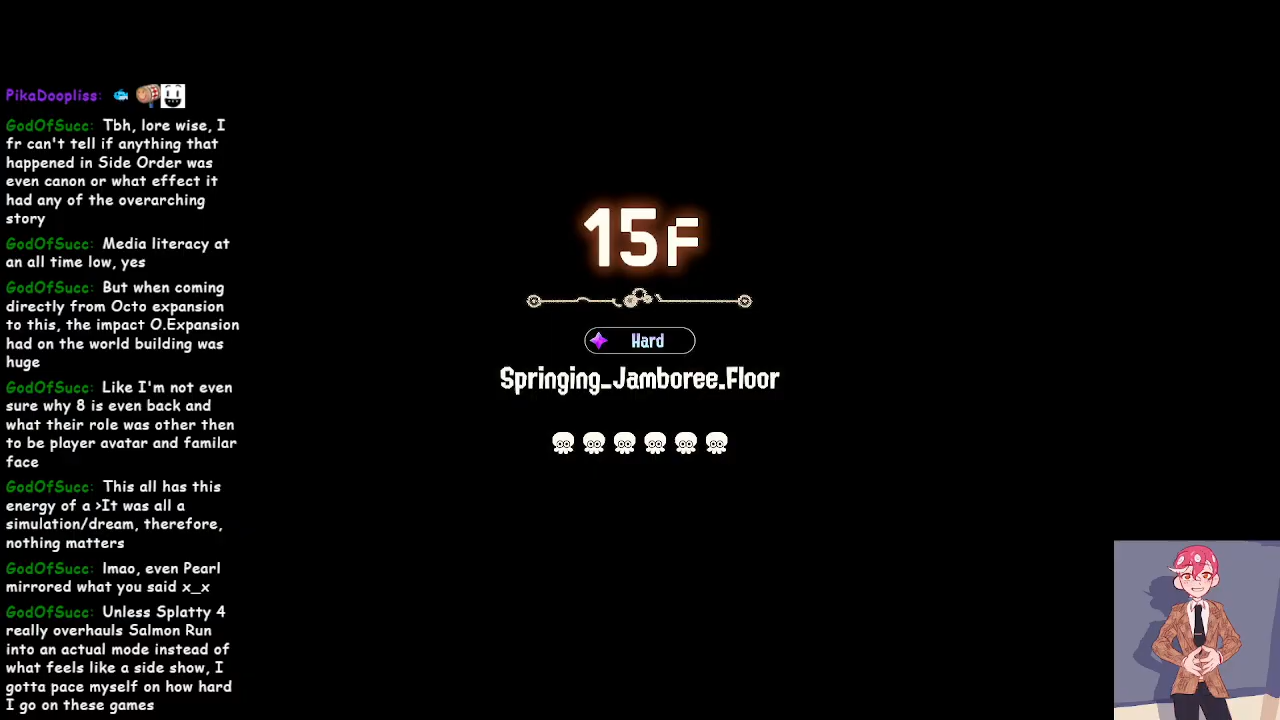 PikaDoopliss:
GodOfSucc: Tbh, lore wise, I
fr can't tell if anything that
happened in Side Order was
even canon or what effect it
had any of the overarching
story
GodOfSucc: Media literacy at
an all time low, yes
GodOfSucc: But when coming
directly from Octo expansion
to this, the impact O.Expansion
had on the world building was
huge
GodOfSucc: Like I'm not even
sure why 8 is even back and
what their role was other then
to be player avatar and familar
face
GodOfSucc: This all has this
energy of a >It was all a
simulation/dream, therefore,
nothing matters
GodOfSucc: lmao, even Pearl
mirrored what you said x_x
GodOfSucc: Unless Splatty 4
really overhauls Salmon Run
into an actual mode instead of
what feels like a side show, I
gotta pace myself on how hard
I go on these games
15F
Hard
Springing_Jamboree.Floor